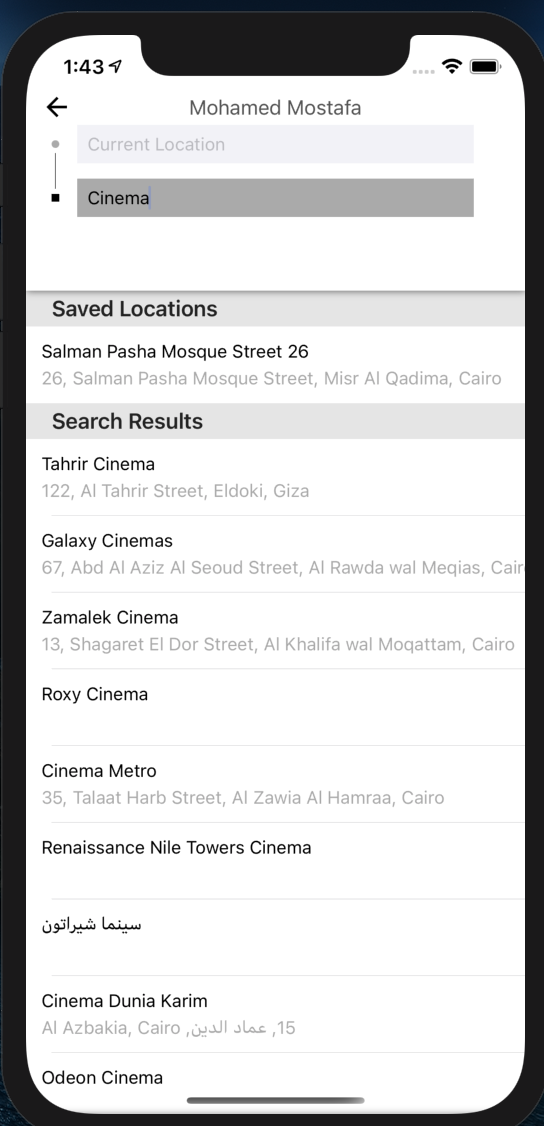 1:43
Mohamed Mostafa
Current Location
Cinema
Saved Locations
Salman Pasha Mosque Street 26
26, Salman Pasha Mosque Street, Misr Al Qadima, Cairo
Search Results
Tahrir Cinema
122, Al Tahrir Street, Eldoki, Giza
Galaxy Cinemas
67, Abd Al Aziz Al Seoud Street, Al Rawda wal Meqias, Cair
Zamalek Cinema
13, Shagaret El Dor Street, Al Khalifa wal Moqattam, Cairo
Roxy Cinema
Cinema Metro
35, Talaat Harb Street, Al Zawia Al Hamraa, Cairo
Renaissance Nile Towers Cinema
سينما شيراتون
Cinema Dunia Karim
15, عماد الدين, Al Azbakia, Cairo
Odeon Cinema